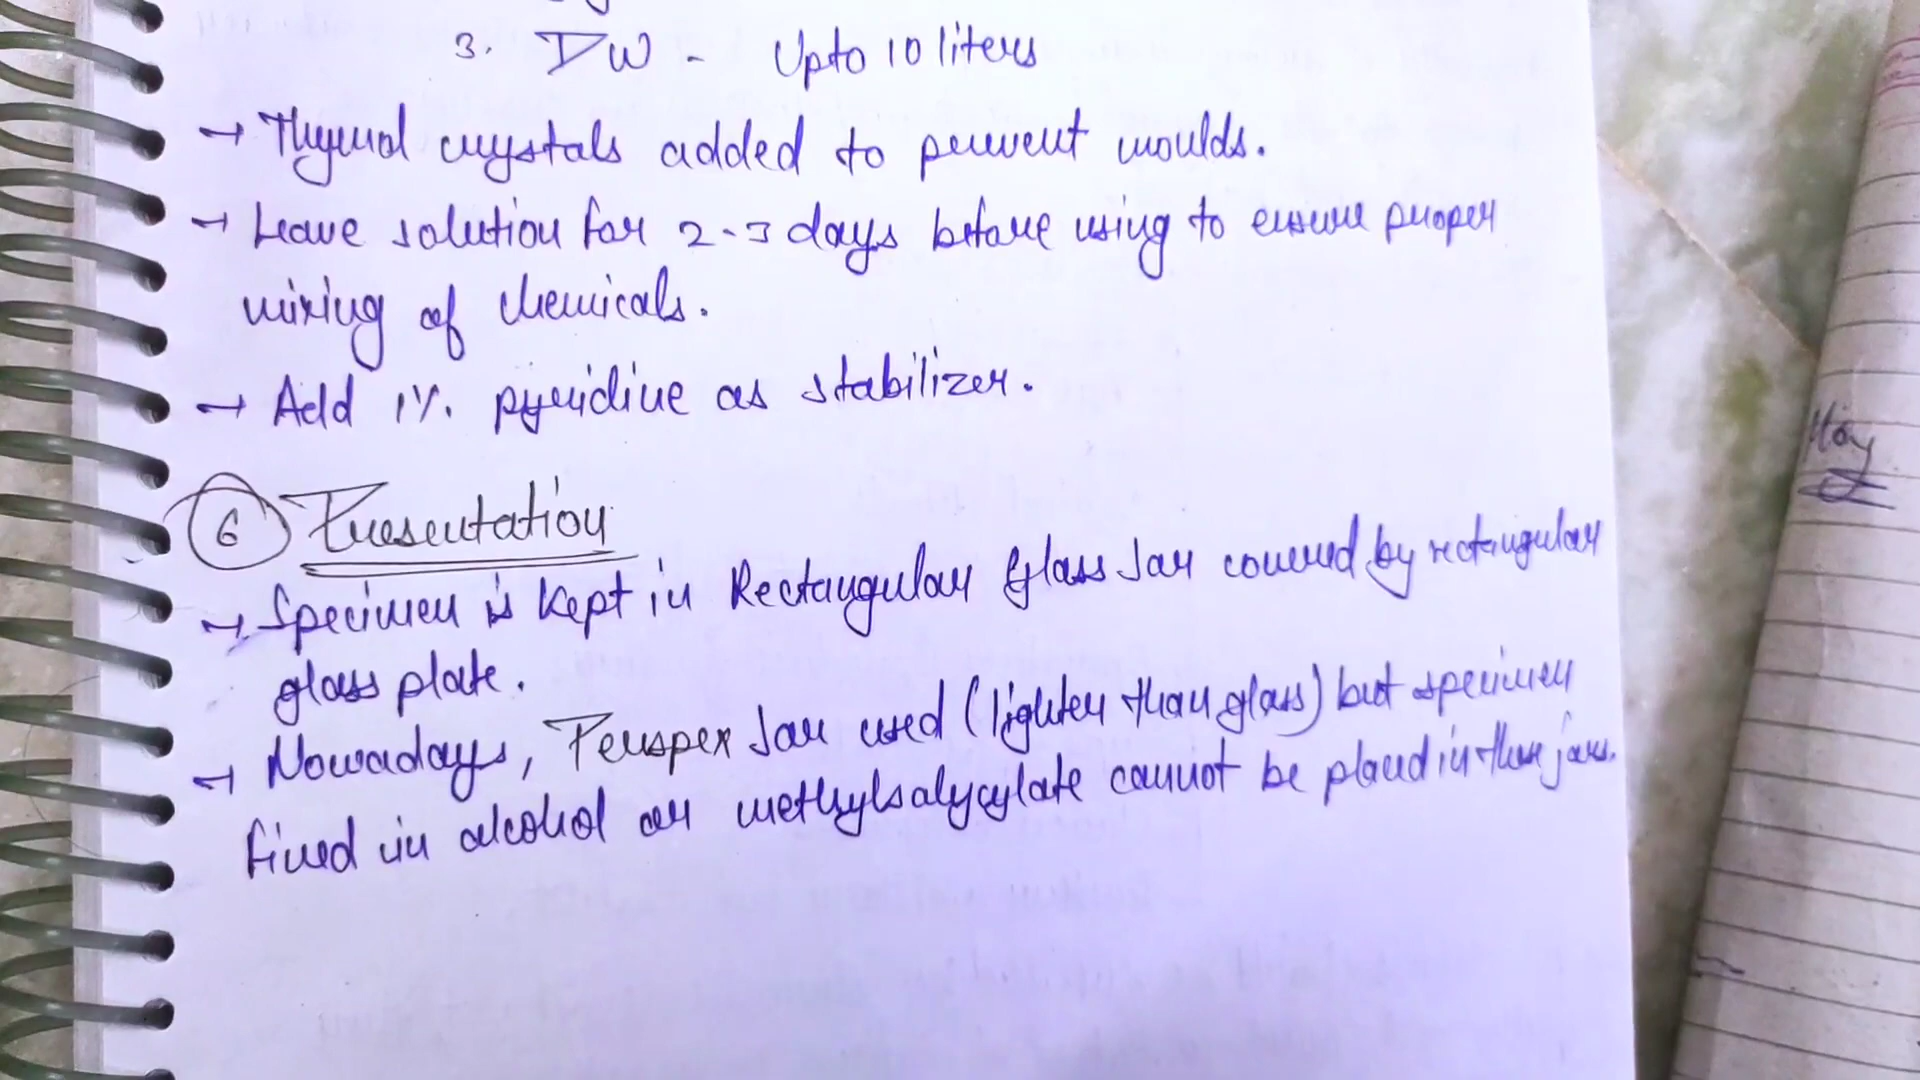 3. DW - Upto 10 liters
→ Thymol crystals added to prevent moulds.
→ Leave solution for 2-3 days before using to ensure proper
mixing of chemicals.
→ Add 1% pyridine as stabilizer.
6 Presentation
→ Specimen is kept in Rectangular glass Jar covered by rectangular
glass plate.
→ Nowadays, Perspex Jar used (lighter than glass) but specimen
fixed in alcohol or methylsalycylate cannot be placed in these jars.